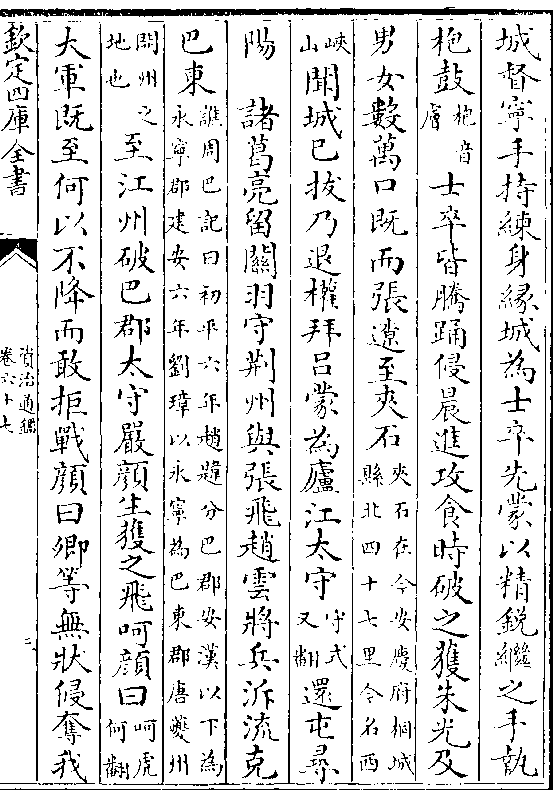 城督寧手持練身緣城為士卒先蒙以精銳繼之手執
枹鼓枹音膚士卒皆騰踊侵晨進攻食時破之獲朱光及
男女數萬口既而張遼至夾石夾石在今安慶府桐城縣北四十七里今名西
峽山聞城已拔乃退權拜呂蒙為廬江太守守式又翻還屯尋
陽　諸葛亮留關羽守荆州與張飛趙雲將兵泝流克
巴東譙周巴記曰初平六年趙韙分巴郡安漢以下為永寧郡建安六年劉璋以永寧為巴東郡唐夔州
開州之地也至江州破巴郡太守嚴顔生獲之飛呵顔曰呵虎何翻
大軍既至何以不降而敢拒戰顔曰卿等無狀侵奪我
欽定四庫全書
資治通鑑
卷六十七